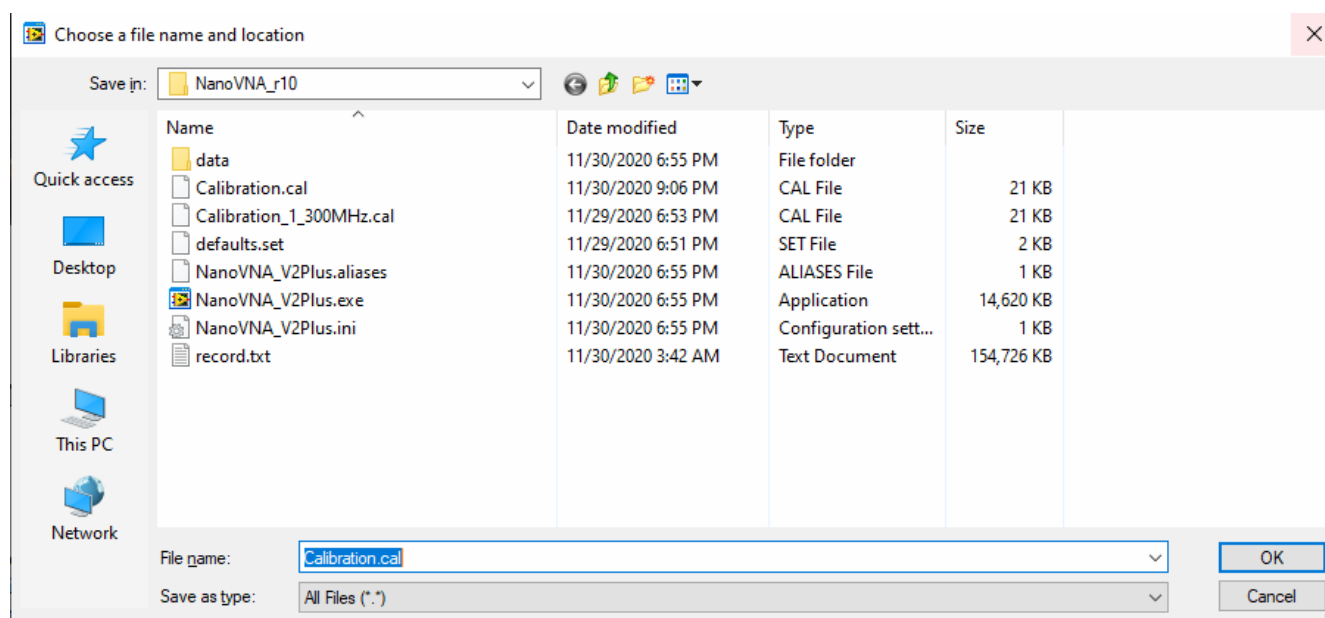 Choose a file name and location
Save in: NanoVNA_r10
Name Date modified Type Size
data 11/30/2020 6:55 PM File folder
Calibration.cal 11/30/2020 9:06 PM CAL File 21 KB
Calibration_1_300MHz.cal 11/29/2020 6:53 PM CAL File 21 KB
defaults.set 11/29/2020 6:51 PM SET File 2 KB
NanoVNA_V2Plus.aliases 11/30/2020 6:55 PM ALIASES File 1 KB
NanoVNA_V2Plus.exe 11/30/2020 6:55 PM Application 14,620 KB
NanoVNA_V2Plus.ini 11/30/2020 6:55 PM Configuration sett... 1 KB
record.txt 11/30/2020 3:42 AM Text Document 154,726 KB
Quick access
Desktop
Libraries
This PC
Network
File name: Calibration.cal OK
Save as type: All Files (*.*) Cancel